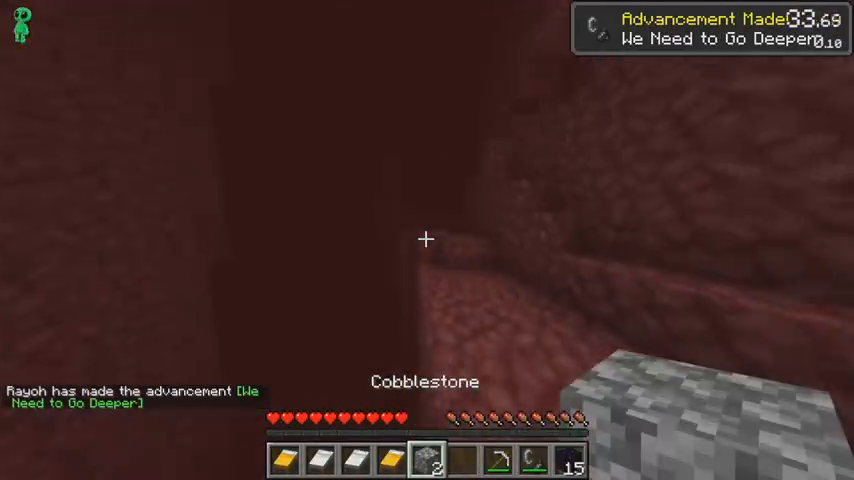 Advancement Made
33.69
We Need to Go Deeper
0.10
Rayoh has made the advancement [We
Need to Go Deeper]
Cobblestone
2
15